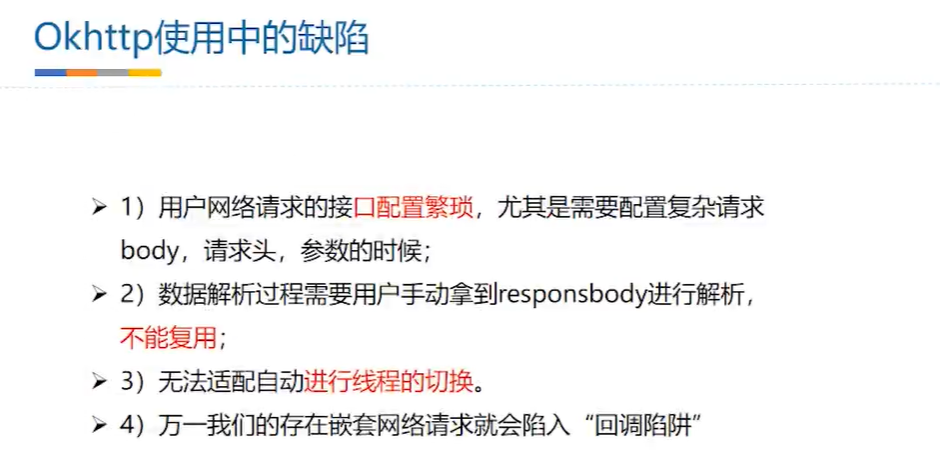 Okhttp使用中的缺陷
➢ 1）用户网络请求的接口配置繁琐，尤其是需要配置复杂请求
body，请求头，参数的时候；
➢ 2）数据解析过程需要用户手动拿到responsbody进行解析，
不能复用；
➢ 3）无法适配自动进行线程的切换。
➢ 4）万一我们的存在嵌套网络请求就会陷入“回调陷阱”